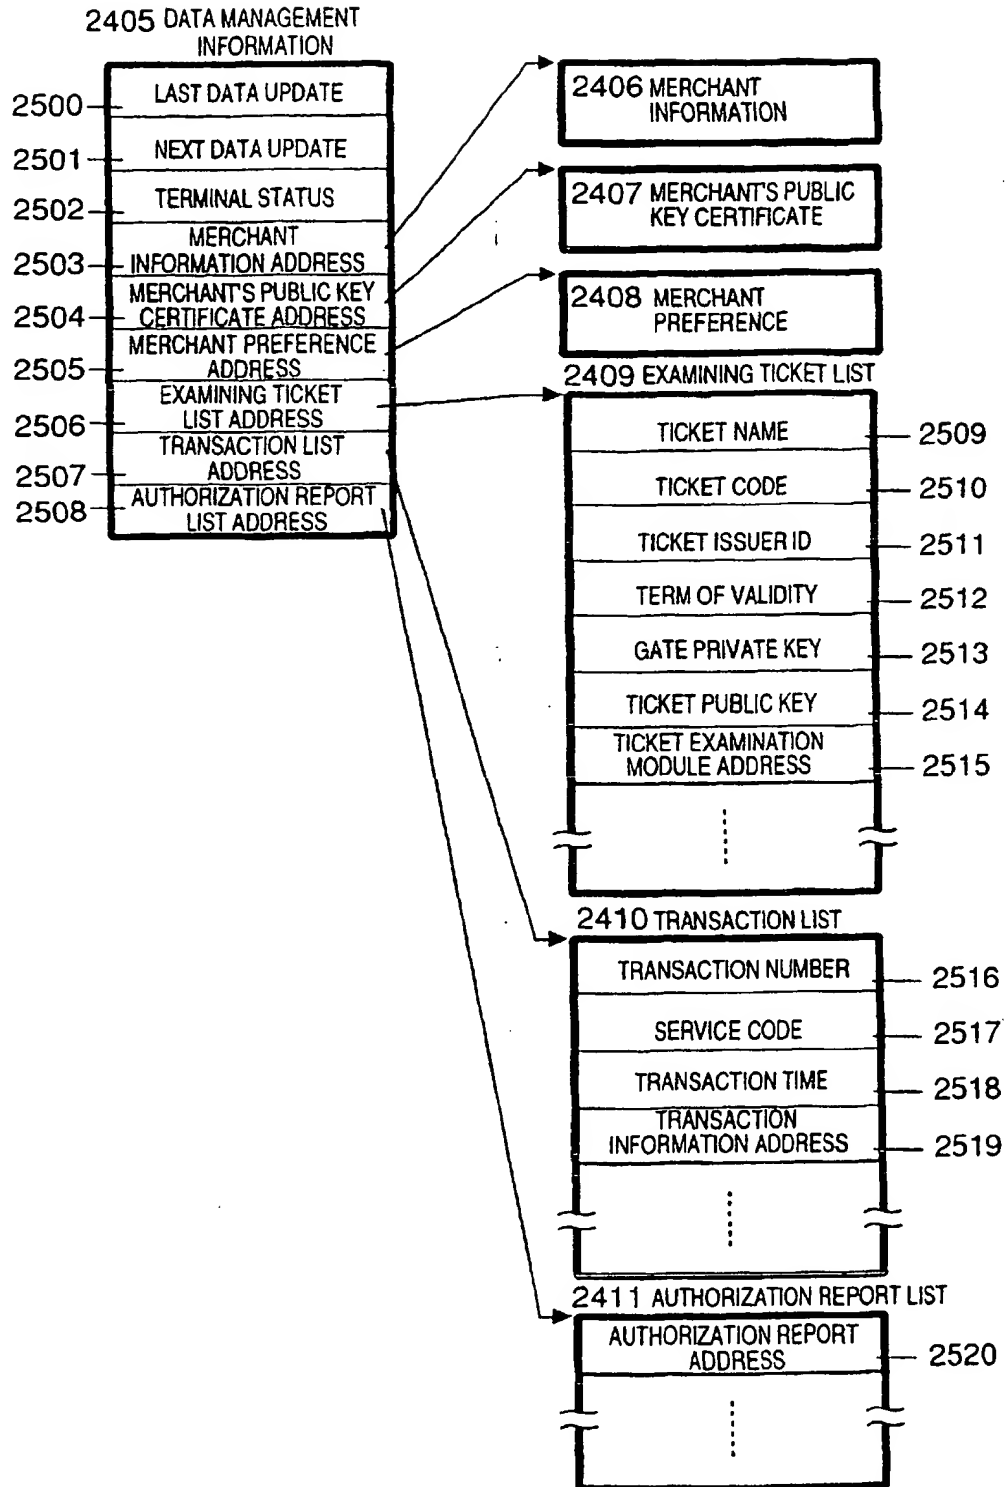 2405 DATA MANAGEMENT
INFORMATION
2500
LAST DATA UPDATE
2501
NEXT DATA UPDATE
2502
TERMINAL STATUS
2503
MERCHANT
INFORMATION ADDRESS
2504
MERCHANT'S PUBLIC KEY
CERTIFICATE ADDRESS
2505
MERCHANT PREFERENCE
ADDRESS
2506
EXAMINING TICKET
LIST ADDRESS
2507
TRANSACTION LIST
ADDRESS
2508
AUTHORIZATION REPORT
LIST ADDRESS
2406 MERCHANT
INFORMATION
2407 MERCHANT'S PUBLIC
KEY CERTIFICATE
2408 MERCHANT
PREFERENCE
2409 EXAMINING TICKET LIST
TICKET NAME
2509
TICKET CODE
2510
TICKET ISSUER ID
2511
TERM OF VALIDITY
2512
GATE PRIVATE KEY
2513
TICKET PUBLIC KEY
2514
TICKET EXAMINATION
MODULE ADDRESS
2515
2410 TRANSACTION LIST
TRANSACTION NUMBER
2516
SERVICE CODE
2517
TRANSACTION TIME
2518
TRANSACTION
INFORMATION ADDRESS
2519
2411 AUTHORIZATION REPORT LIST
AUTHORIZATION REPORT
ADDRESS
2520